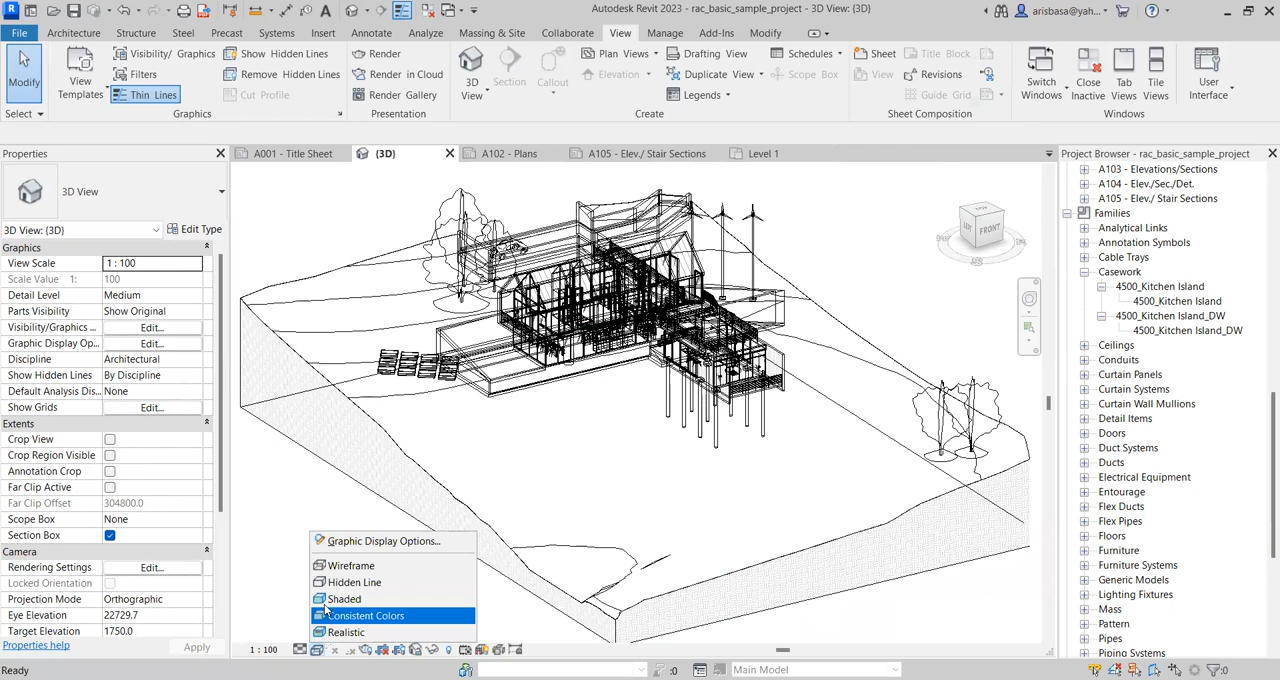 Autodesk Revit 2023 - rac_basic_sample_project - 3D View: {3D}
arisbasa@yah...
File Architecture Structure Steel Precast Systems Insert Annotate Analyze Massing & Site Collaborate View Manage Add-Ins Modify
Modify
Select
View Templates
Visibility/ Graphics
Filters
Thin Lines
Show Hidden Lines
Remove Hidden Lines
Cut Profile
Graphics
Render
Render in Cloud
Render Gallery
Presentation
3D View
Section
Callout
Plan Views
Elevation
Drafting View
Duplicate View
Legends
Schedules
Scope Box
Create
Sheet
View
Title Block
Revisions
Guide Grid
Sheet Composition
Switch Windows
Close Inactive
Tab Views
Tile Views
Windows
User Interface
Properties
A001 - Title Sheet
{3D}
A102 - Plans
A105 - Elev./ Stair Sections
Level 1
Project Browser - rac_basic_sample_project
3D View
3D View: {3D}
Edit Type
Graphics
View Scale 1 : 100
Scale Value 1: 100
Detail Level Medium
Parts Visibility Show Original
Visibility/Graphics ... Edit...
Graphic Display Op... Edit...
Discipline Architectural
Show Hidden Lines By Discipline
Default Analysis Dis... None
Show Grids Edit...
Extents
Crop View
Crop Region Visible
Annotation Crop
Far Clip Active
Far Clip Offset 304800.0
Scope Box None
Section Box
Camera
Rendering Settings Edit...
Locked Orientation
Projection Mode Orthographic
Eye Elevation 22729.7
Target Elevation 1750.0
Properties help
Apply
FRONT
Graphic Display Options...
Wireframe
Hidden Line
Shaded
Consistent Colors
Realistic
1 : 100
A103 - Elevations/Sections
A104 - Elev./Sec./Det.
A105 - Elev./ Stair Sections
Families
Analytical Links
Annotation Symbols
Cable Trays
Casework
4500_Kitchen Island
4500_Kitchen Island
4500_Kitchen Island_DW
4500_Kitchen Island_DW
Ceilings
Conduits
Curtain Panels
Curtain Systems
Curtain Wall Mullions
Detail Items
Doors
Duct Systems
Ducts
Electrical Equipment
Entourage
Flex Ducts
Flex Pipes
Floors
Furniture
Furniture Systems
Generic Models
Lighting Fixtures
Mass
Pattern
Pipes
Piping Systems
Ready
:0
Main Model
:0